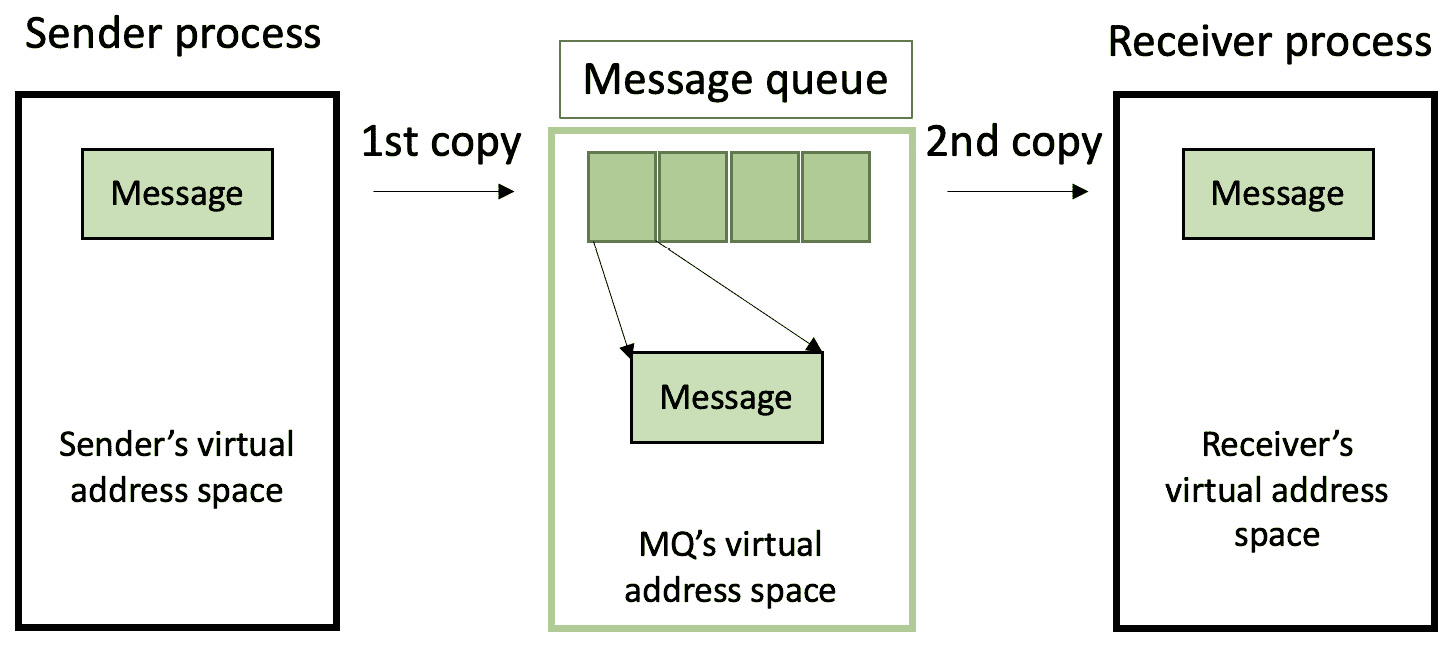 Sender process
Message
Sender’s virtual
address space
1st copy
Message queue
Message
MQ’s virtual
address space
2nd copy
Receiver process
Message
Receiver’s
virtual address
space